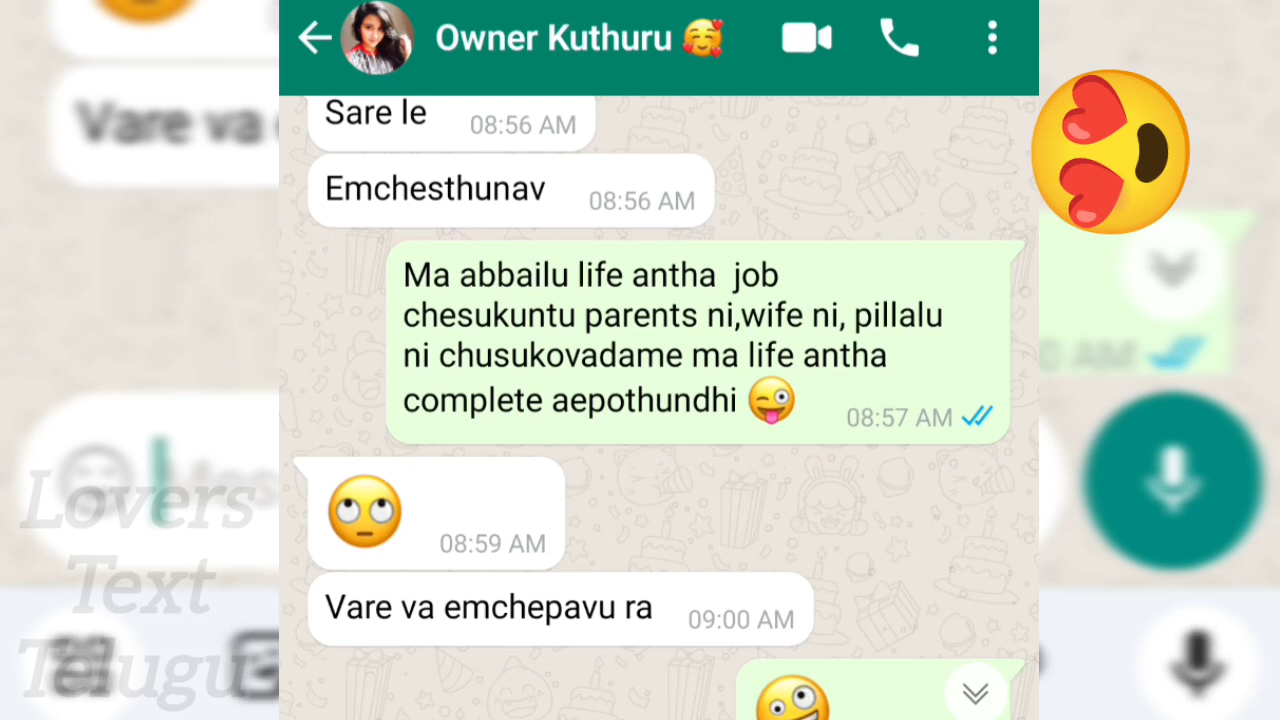 Owner Kuthuru 🥰
Sare le
08:56 AM
Emchesthunav
08:56 AM
Ma abbailu life antha job
chesukuntu parents ni,wife ni, pillalu
ni chusukovadame ma life antha
complete aepothundhi 😜
08:57 AM
🙄
08:59 AM
Vare va emchepavu ra
09:00 AM
Vare va
AM
Lovers
Text
Telugu